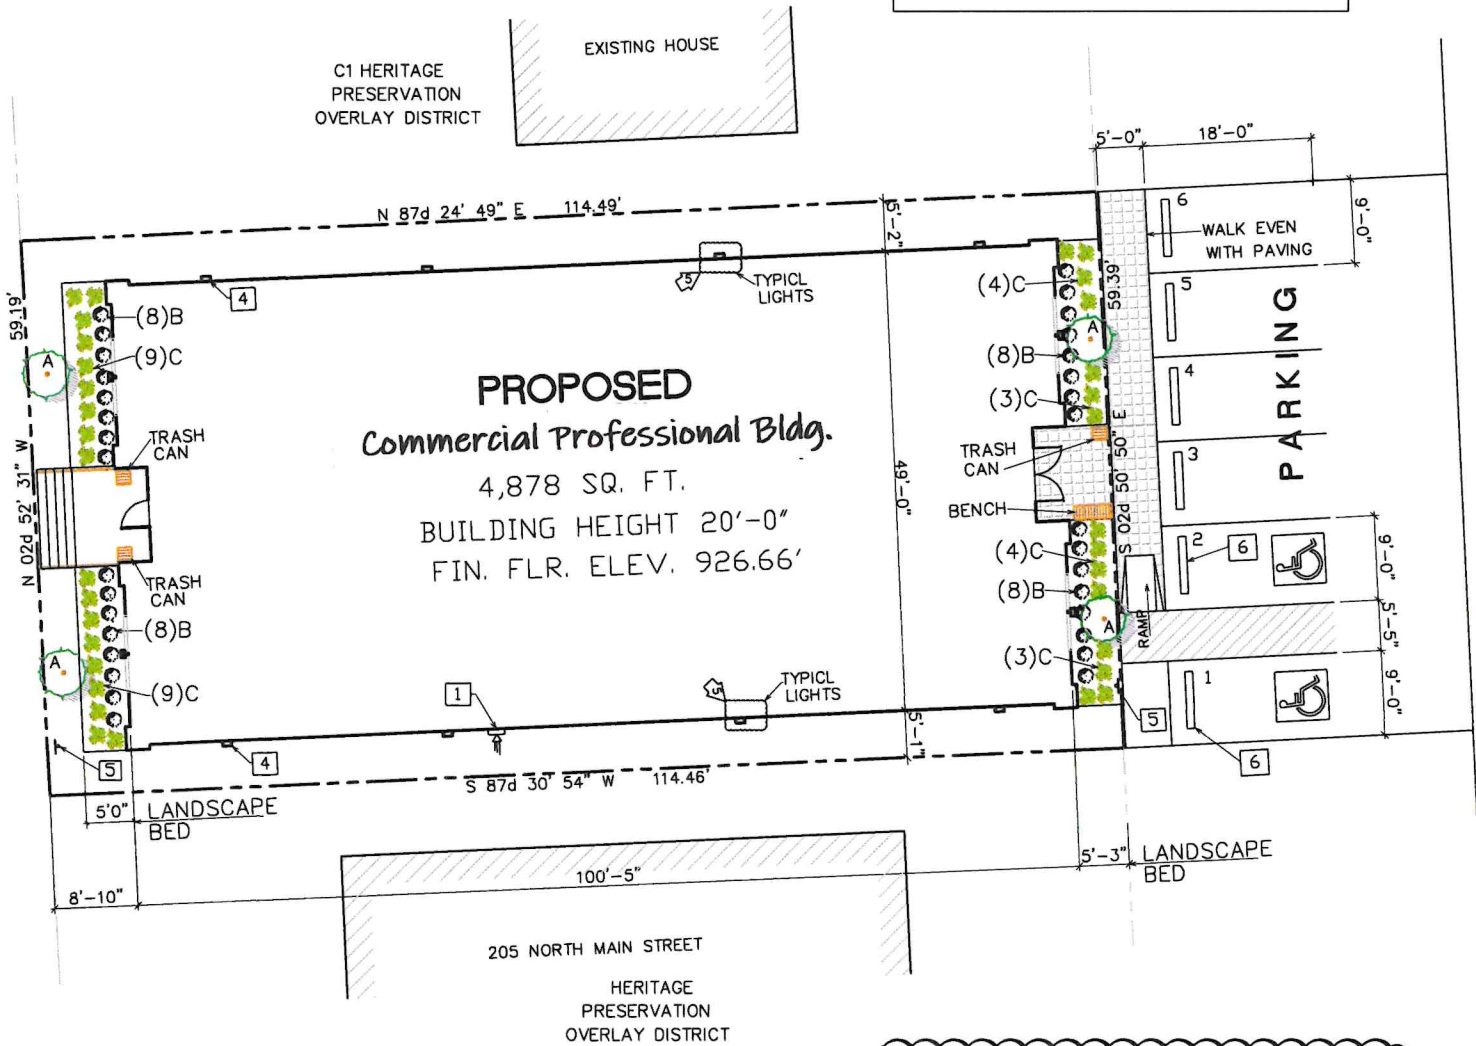 EXISTING HOUSE
C1 HERITAGE
PRESERVATION
OVERLAY DISTRICT
5'-0"
18'-0"
N 87d 24' 49" E 114.49'
5'-2"
6
WALK EVEN
WITH PAVING
9'-0"
59.19'
4
5
TYPICL
LIGHTS
(4)C
59.39'
5
(8)B
A
(9)C
A
(8)B
4
(3)C
PARKING
PROPOSED
Commercial Professional Bldg.
4,878 SQ. FT.
BUILDING HEIGHT 20'-0"
FIN. FLR. ELEV. 926.66'
TRASH
CAN
TRASH
CAN
3
49'-0"
BENCH
N 02d 52' 31" W
S 02d 50' 50" E
2
6
9'-0"
(4)C
TRASH
CAN
(8)B
5'-5"
RAMP
(8)B
A
(3)C
A
(9)C
1
5
TYPICL
LIGHTS
1
9'-0"
5
5'-1"
5
4
6
S 87d 30' 54" W 114.46'
5'0"
LANDSCAPE
BED
5'-3"
LANDSCAPE
BED
8'-10"
100'-5"
205 NORTH MAIN STREET
HERITAGE
PRESERVATION
OVERLAY DISTRICT